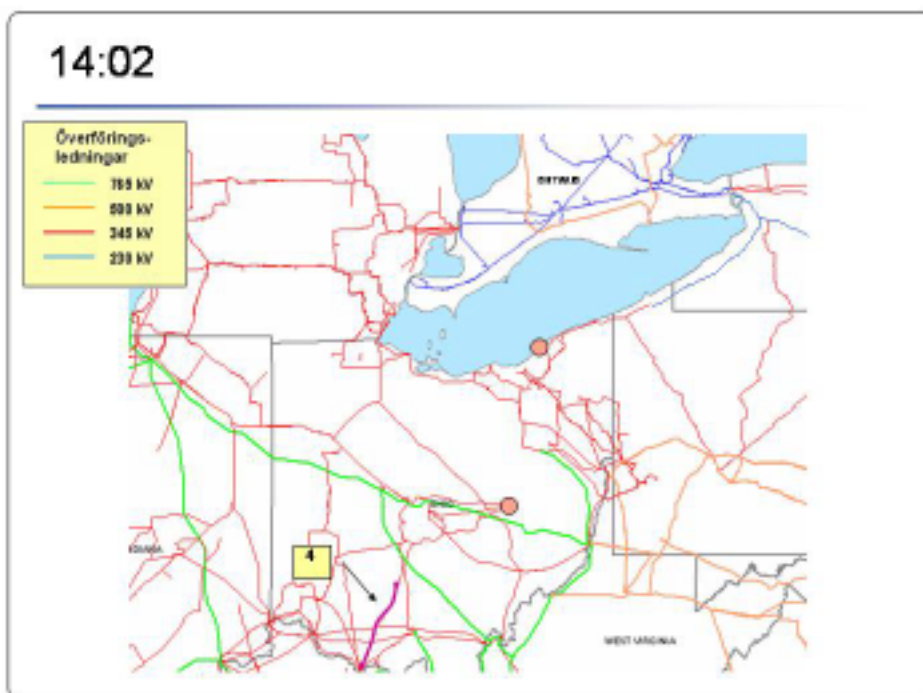 14:02
Överförings-
ledningar
765 kV
500 kV
345 kV
230 kV
4
WEST VIRGINIA